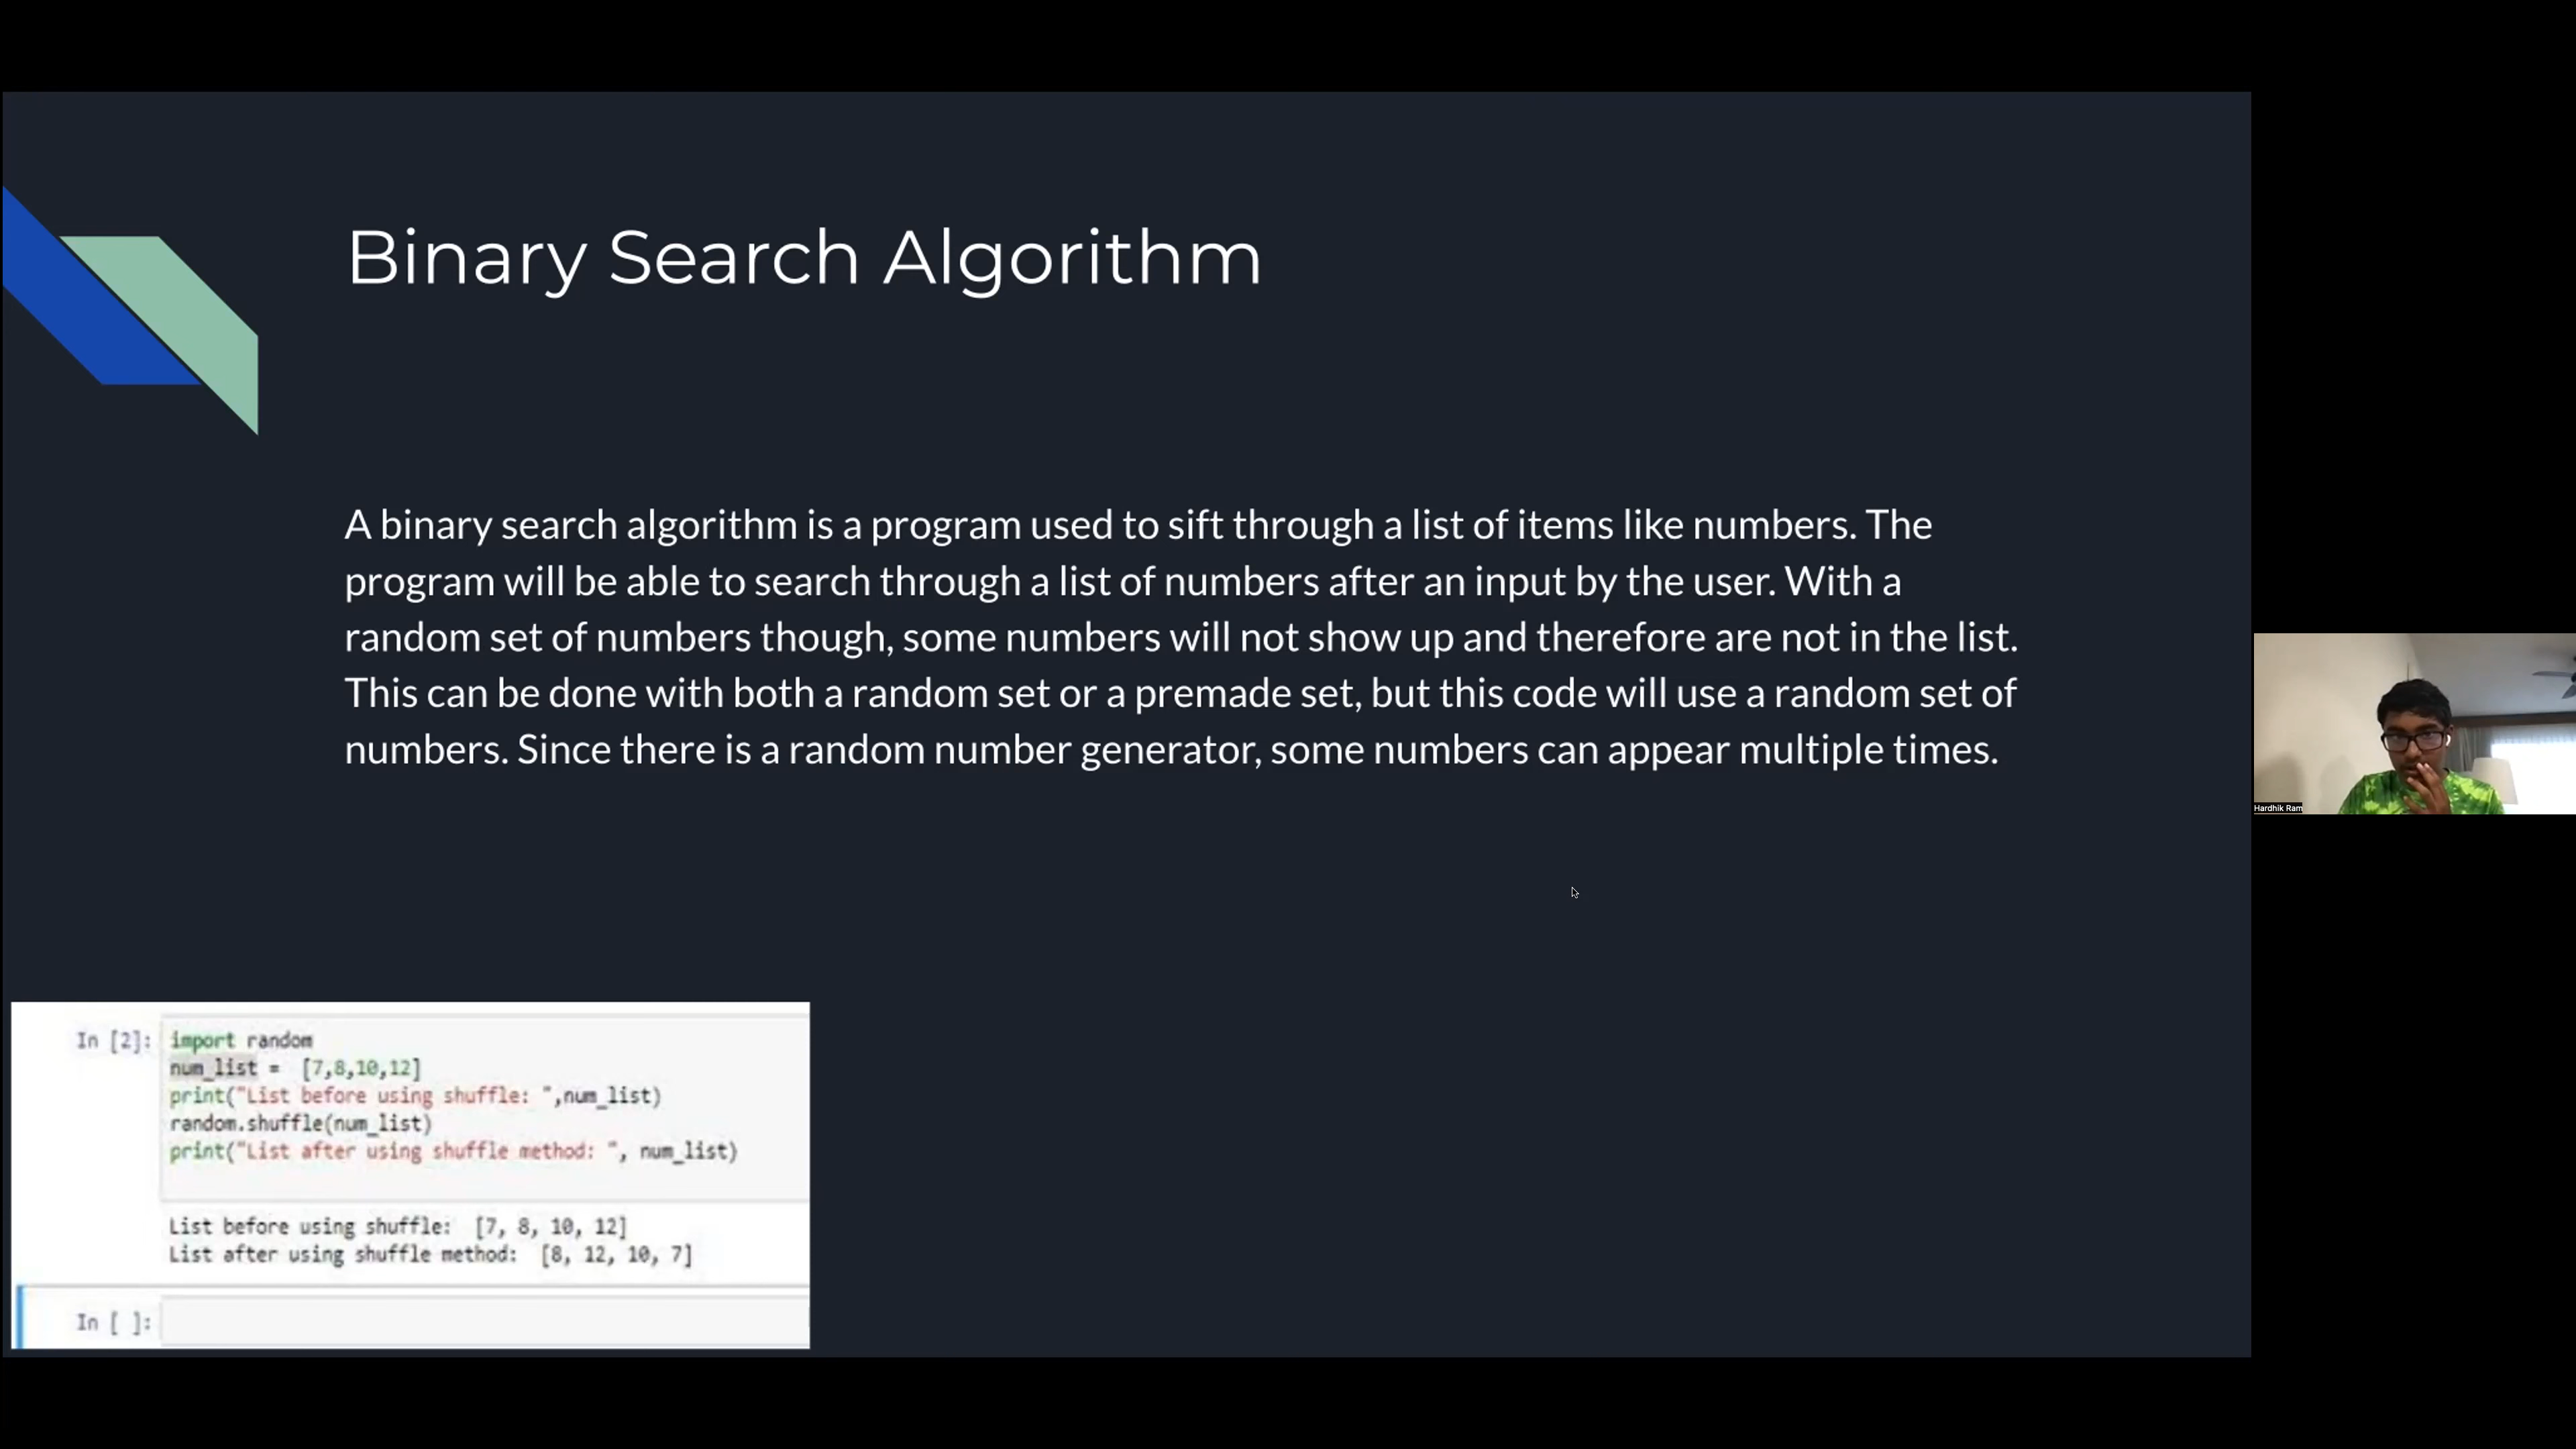 Binary Search Algorithm
A binary search algorithm is a program used to sift through a list of items like numbers. The
program will be able to search through a list of numbers after an input by the user. With a
random set of numbers though, some numbers will not show up and therefore are not in the list.
This can be done with both a random set or a premade set, but this code will use a random set of
numbers. Since there is a random number generator, some numbers can appear multiple times.
Hardhik Ram
In [2]: import random
num_list =  [7,8,10,12]
print("List before using shuffle: ",num_list)
random.shuffle(num_list)
print("List after using shuffle method: ", num_list)
List before using shuffle:  [7, 8, 10, 12]
List after using shuffle method:  [8, 12, 10, 7]
In [ ]: